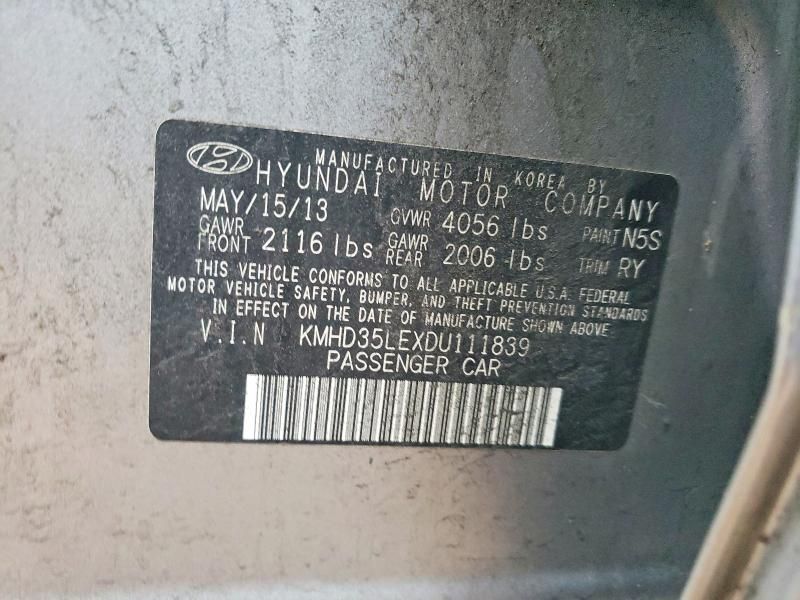 MANUFACTURED IN KOREA BY
HYUNDAI MOTOR COMPANY
MAY/15/13 GVWR 4056 lbs PAINT N5S
GAWR FRONT 2116 lbs GAWR REAR 2006 lbs TRIM RY
THIS VEHICLE CONFORMS TO ALL APPLICABLE U.S.A. FEDERAL
MOTOR VEHICLE SAFETY, BUMPER, AND THEFT PREVENTION STANDARDS
IN EFFECT ON THE DATE OF MANUFACTURE SHOWN ABOVE.
V.I.N KMHD35LEXDU111839
PASSENGER CAR